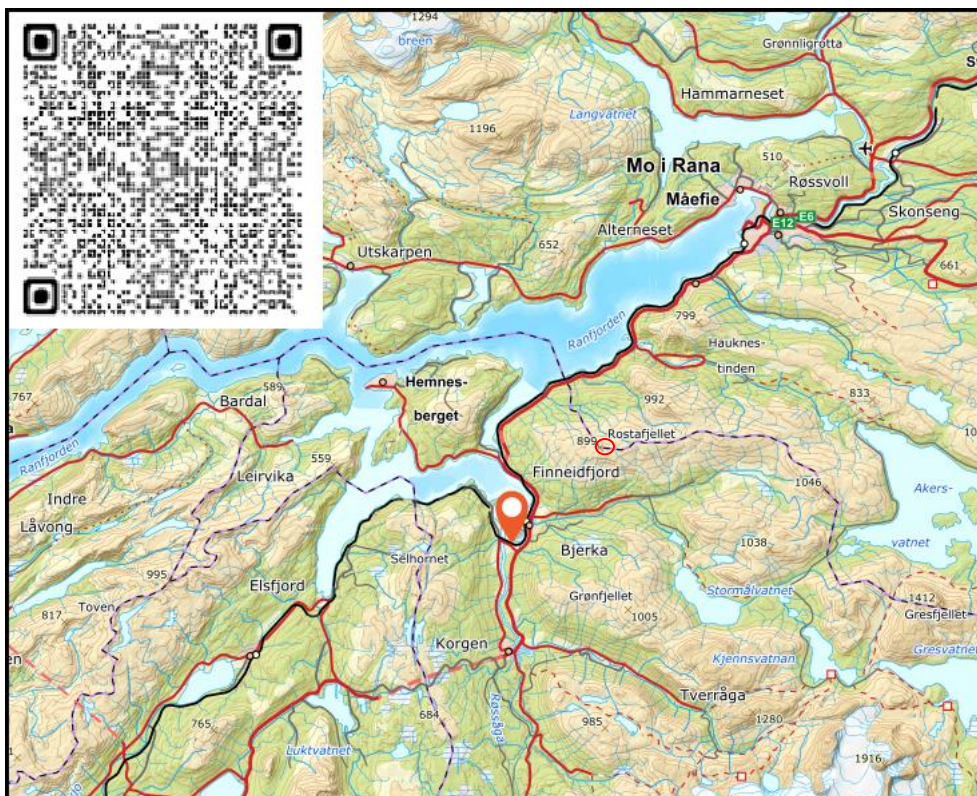 1294
breen
Grønnligrotta
Hammarneset
Langvatnet
1196
Mo i Rana
510
Røssvoll
Måefie
E12
E6
Skonseng
Alterneset
652
Utskarpen
661
Ranfjorden
799
Hauknes-
tinden
767
589
Hemnes-
berget
Bardal
992
833
Ranfjorden
899
Rostafjellet
559
Finneidfjord
Leirvika
1046
Indre
Låvong
Akers-
vatnet
Selhornet
Bjerka
1038
995
Elsfjord
Grønfjellet
Stormålvatnet
Toven
817
1005
1412
Gresfjellet
Korgen
Gresvatnet
Kjennsvatnan
Tverråga
Røssåga
684
765
985
1280
Luktvatnet
1916